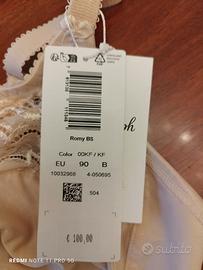 Romy BS
Color 00KF / KF
EU 90 B
10032968 4-050695
504
€ 100,00
REDMI NOTE 11 PRO 5G
subito